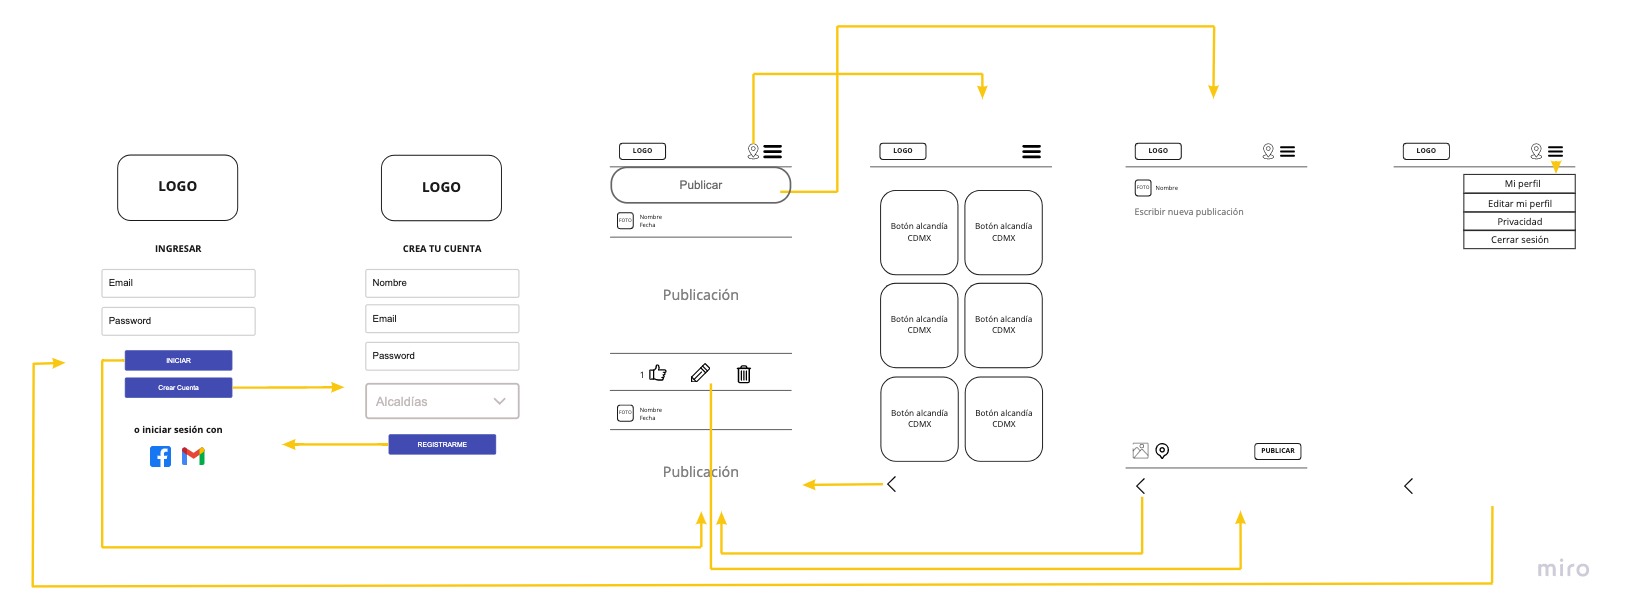 LOGO
INGRESAR
Email
Password
INICIAR
Crear Cuenta
o iniciar sesión con
LOGO
CREA TU CUENTA
Nombre
Email
Password
Alcaldías
REGISTRARME
LOGO
Publicar
FOTO
Nombre
Fecha
Publicación
1
FOTO
Nombre
Fecha
Publicación
LOGO
Botón alcandía
CDMX
Botón alcandía
CDMX
Botón alcandía
CDMX
Botón alcandía
CDMX
Botón alcandía
CDMX
Botón alcandía
CDMX
LOGO
FOTO
Nombre
Escribir nueva publicación
PUBLICAR
LOGO
Mi perfil
Editar mi perfil
Privacidad
Cerrar sesión
miro